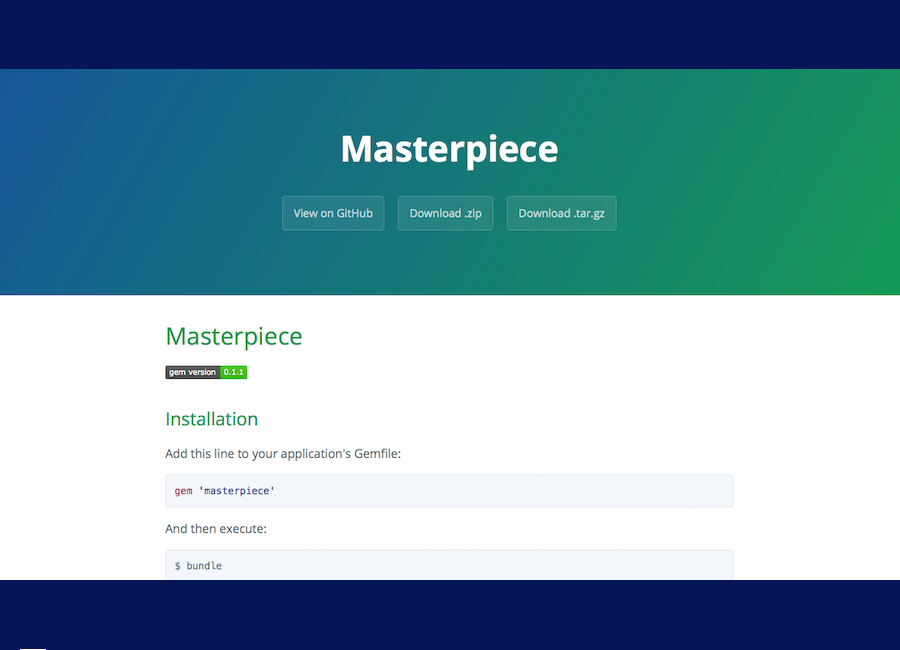 Masterpiece
View on GitHub
Download .zip
Download .tar.gz
Masterpiece
gem version 0.1.1
Installation
Add this line to your application's Gemfile:
gem 'masterpiece'
And then execute:
$ bundle